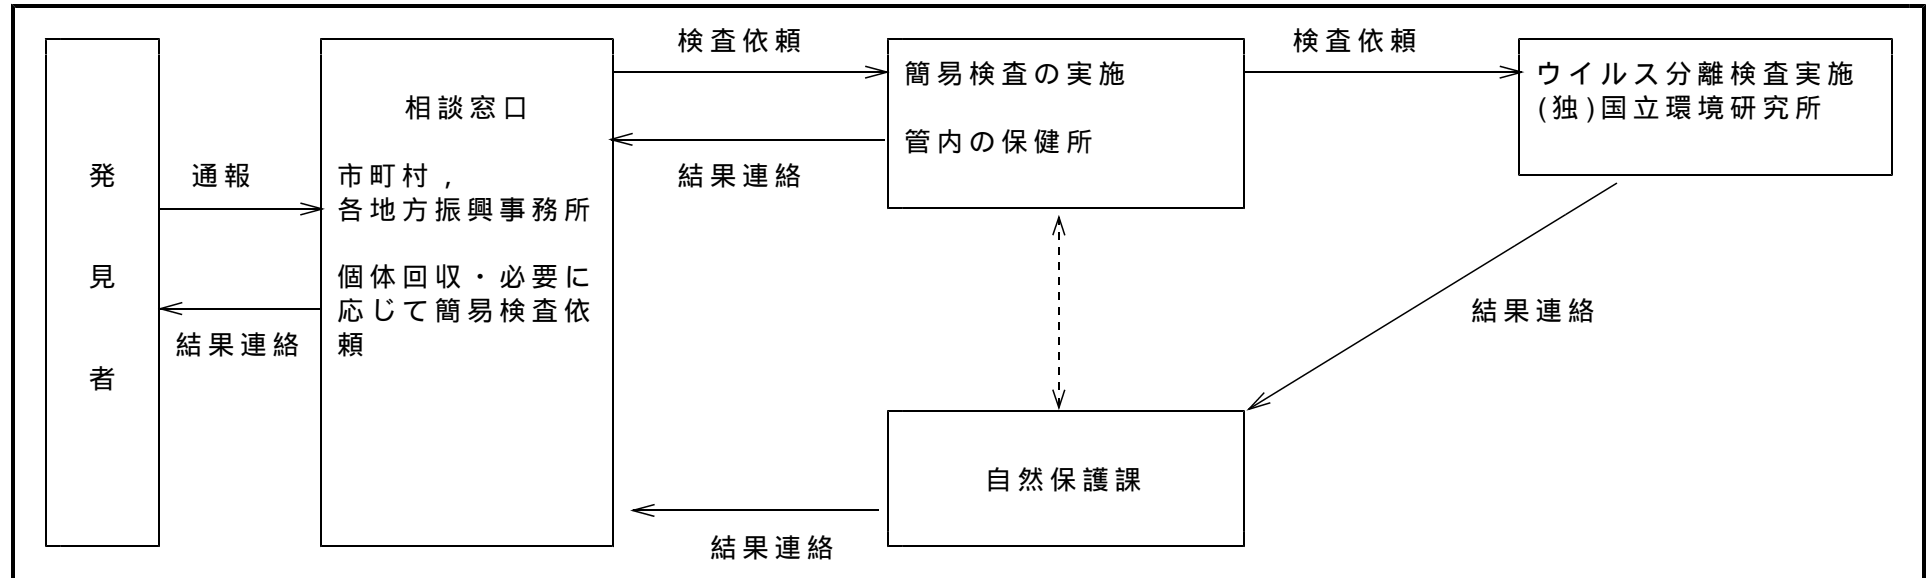 発見者
通報
結果連絡
相談窓口
市町村，
各地方振興事務所
個体回収・必要に
応じて簡易検査依
頼
検査依頼
結果連絡
簡易検査の実施
管内の保健所
検査依頼
ウイルス分離検査実施
(独)国立環境研究所
結果連絡
自然保護課
結果連絡